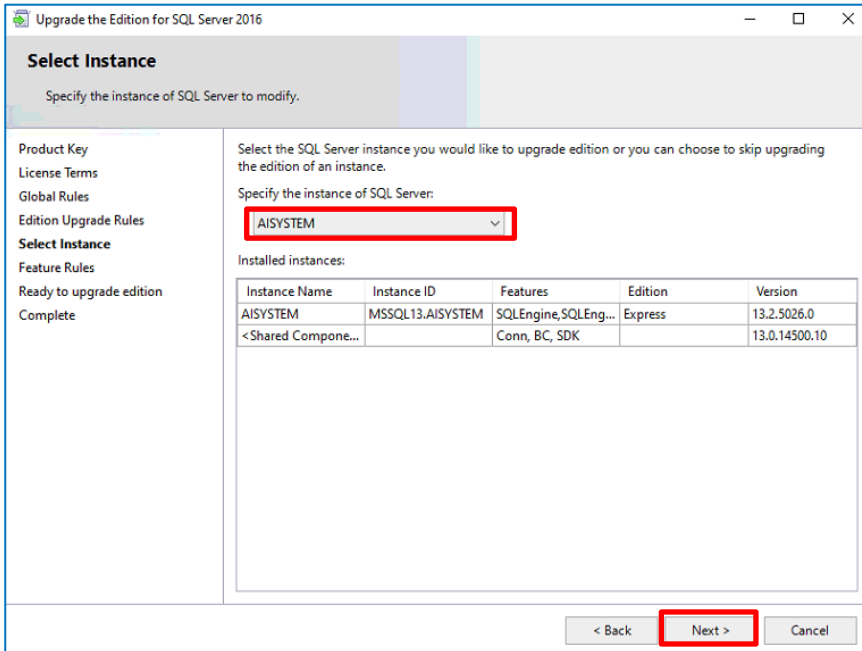 Upgrade the Edition for SQL Server 2016
Select Instance
Specify the instance of SQL Server to modify.
Product Key
License Terms
Global Rules
Edition Upgrade Rules
Select Instance
Feature Rules
Ready to upgrade edition
Complete
Select the SQL Server instance you would like to upgrade edition or you can choose to skip upgrading
the edition of an instance.
Specify the instance of SQL Server:
AISYSTEM
Installed instances:
Instance Name Instance ID Features Edition Version
AISYSTEM MSSQL13.AISYSTEM SQLEngine,SQLEng... Express 13.2.5026.0
<Shared Compone... Conn, BC, SDK 13.0.14500.10
< Back Next > Cancel